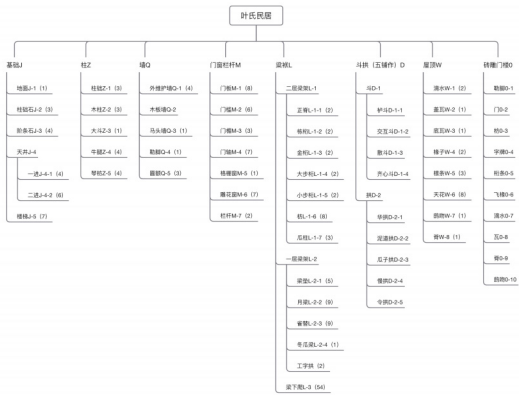 叶氏民居
基础J
地面J-1（1）
柱础石J-2（3）
阶条石J-3（4）
天井J-4
一进J-4-1（4）
二进J-4-2（6）
楼梯J-5（7）
柱Z
柱础Z-1（3）
木柱Z-2（3）
大斗Z-3（1）
牛腿Z-4（4）
琴枋Z-5（4）
墙Q
外维护墙Q-1（4）
木板墙Q-2
马头墙Q-3（1）
勒脚Q-4（1）
窗额Q-5（3）
门窗栏杆M
门板M-1（8）
门槛M-2（6）
门楣M-3（3）
门轴M-4（7）
格栅窗M-5（1）
雕花窗M-6（7）
栏杆M-7（2）
梁栿L
二层梁架L-1
正脊L-1-1（2）
栋桁L-1-2（2）
金桁L-1-3（2）
大步桁L-1-4（2）
小步桁L-1-5（2）
枋L-1-6（8）
瓜柱L-1-7（3）
一层梁架L-2
梁垫L-2-1（5）
月梁L-2-2（9）
雀替L-2-3（9）
冬瓜梁L-2-4（1）
工字拱（2）
梁下爬L-3（54）
斗拱（五铺作）D
斗D-1
栌斗D-1-1
交互斗D-1-2
散斗D-1-3
齐心斗D-1-4
拱D-2
华拱D-2-1
泥道拱D-2-2
瓜子拱D-2-3
慢拱D-2-4
令拱D-2-5
屋顶W
滴水W-1（2）
盖瓦W-2（1）
底瓦W-3（1）
椽子W-4（2）
檩条W-5（3）
天花W-6（8）
鸱吻W-7（1）
脊W-8（1）
砖雕门楼0
勒脚0-1
门0-2
枋0-3
字牌0-4
衔条0-5
飞椽0-6
滴水0-7
瓦0-8
脊0-9
鸱吻0-10